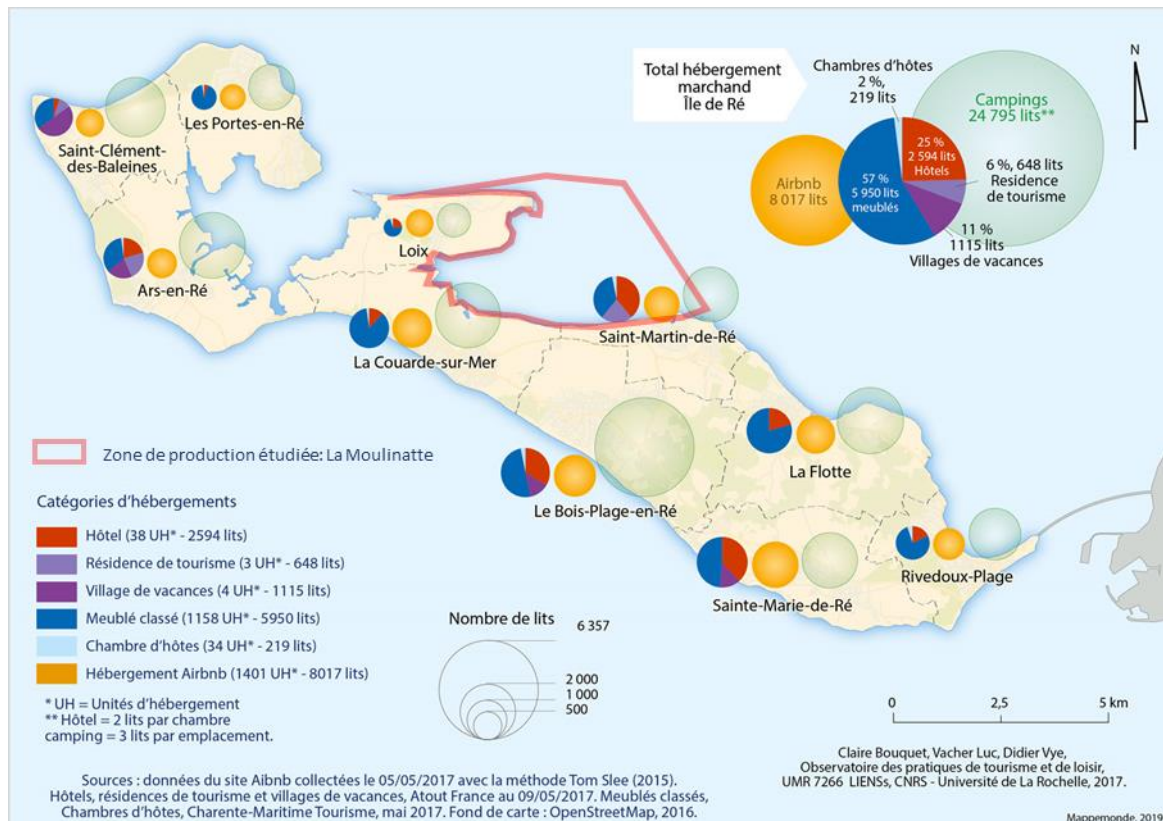 Total hébergement
marchand
Île de Ré
Chambres d'hôtes
2 %,
219 lits
Campings
24 795 lits**
25 %
2 594 lits
Hôtels
6 %, 648 lits
Residence
de tourisme
Airbnb
8 017 lits
57 %
5 950 lits
meublés
11 %
1115 lits
Villages de vacances
N
Les Portes-en-Ré
Saint-Clément-
des-Baleines
Loix
Ars-en-Ré
Saint-Martin-de-Ré
La Couarde-sur-Mer
La Flotte
Le Bois-Plage-en-Ré
Rivedoux-Plage
Sainte-Marie-de-Ré
Zone de production étudiée: La Moulinatte
Catégories d'hébergements
Hôtel (38 UH* - 2594 lits)
Résidence de tourisme (3 UH* - 648 lits)
Village de vacances (4 UH* - 1115 lits)
Meublé classé (1158 UH* - 5950 lits)
Chambre d'hôtes (34 UH* - 219 lits)
Hébergement Airbnb (1401 UH* - 8017 lits)
* UH = Unités d'hébergement
** Hôtel = 2 lits par chambre
camping = 3 lits par emplacement.
Nombre de lits
6 357
2 000
1 000
500
0 2,5 5 km
Claire Bouquet, Vacher Luc, Didier Vye,
Observatoire des pratiques de tourisme et de loisir,
UMR 7266 LIENSs, CNRS - Université de La Rochelle, 2017.
Sources : données du site Aibnb collectées le 05/05/2017 avec la méthode Tom Slee (2015).
Hôtels, résidences de tourisme et villages de vacances, Atout France au 09/05/2017. Meublés classés,
Chambres d'hôtes, Charente-Maritime Tourisme, mai 2017. Fond de carte : OpenStreetMap, 2016.
Mappemonde, 2019